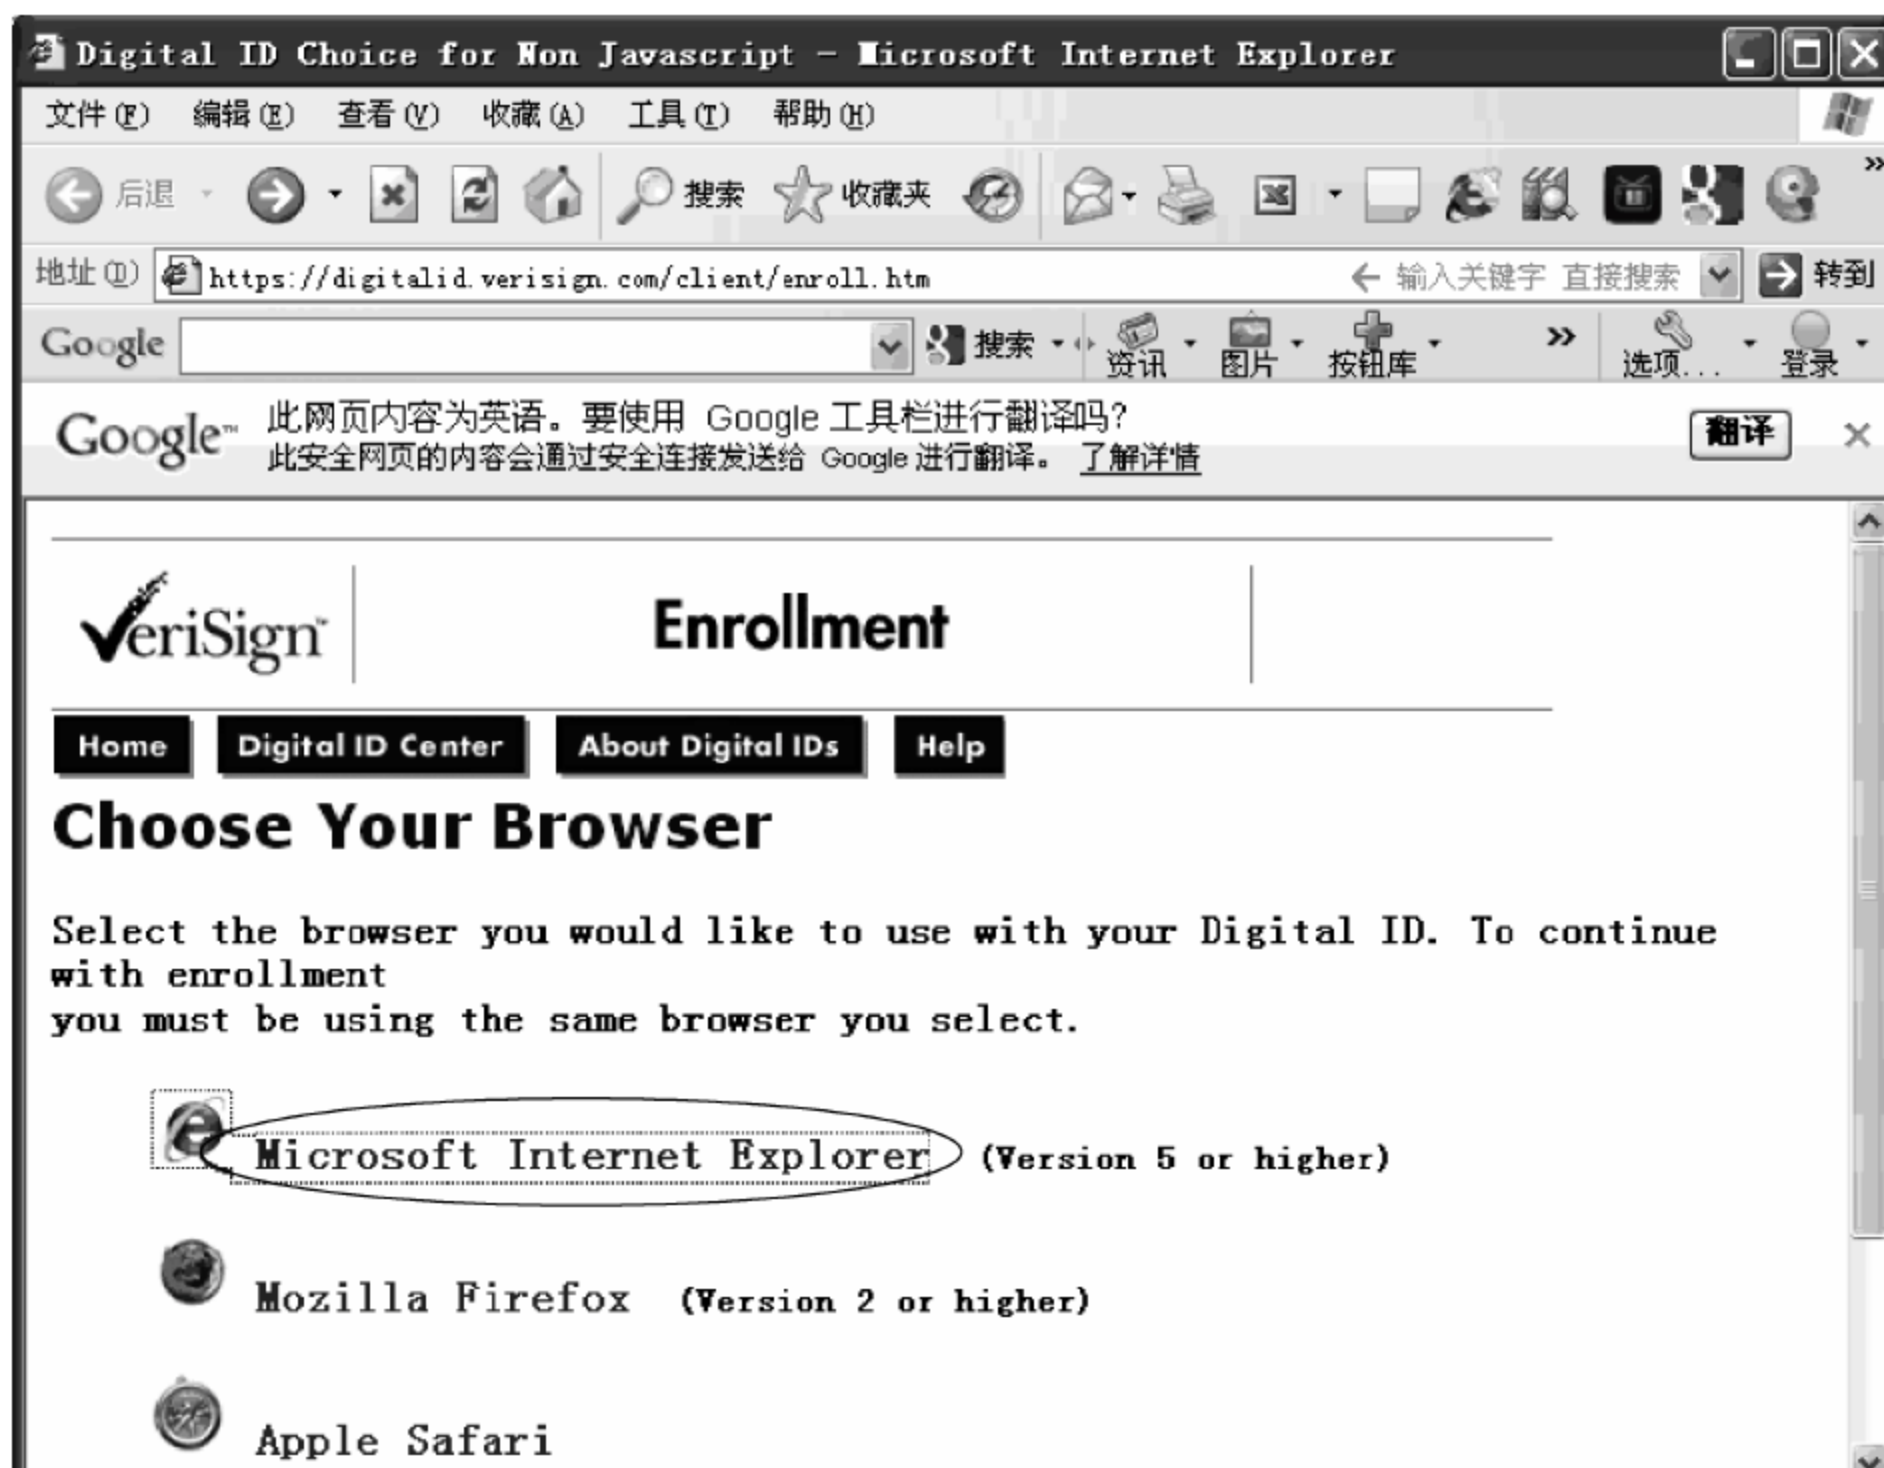 Digital ID Choice for Non Javascript - Microsoft Internet Explorer
文件(F) 编辑(E) 查看(V) 收藏(A) 工具(T) 帮助(H)
后退 搜索 收藏夹 »
地址(D) https://digitalid.verisign.com/client/enroll.htm ← 输入关键字 直接搜索 转到
Google 搜索 资讯 图片 按钮库 » 选项... 登录
Google™ 此网页内容为英语。要使用 Google 工具栏进行翻译吗? 翻译
此安全网页的内容会通过安全连接发送给 Google 进行翻译。 了解详情
VeriSign™ Enrollment
Home Digital ID Center About Digital IDs Help
Choose Your Browser
Select the browser you would like to use with your Digital ID. To continue
with enrollment
you must be using the same browser you select.
Microsoft Internet Explorer (Version 5 or higher)
Mozilla Firefox (Version 2 or higher)
Apple Safari